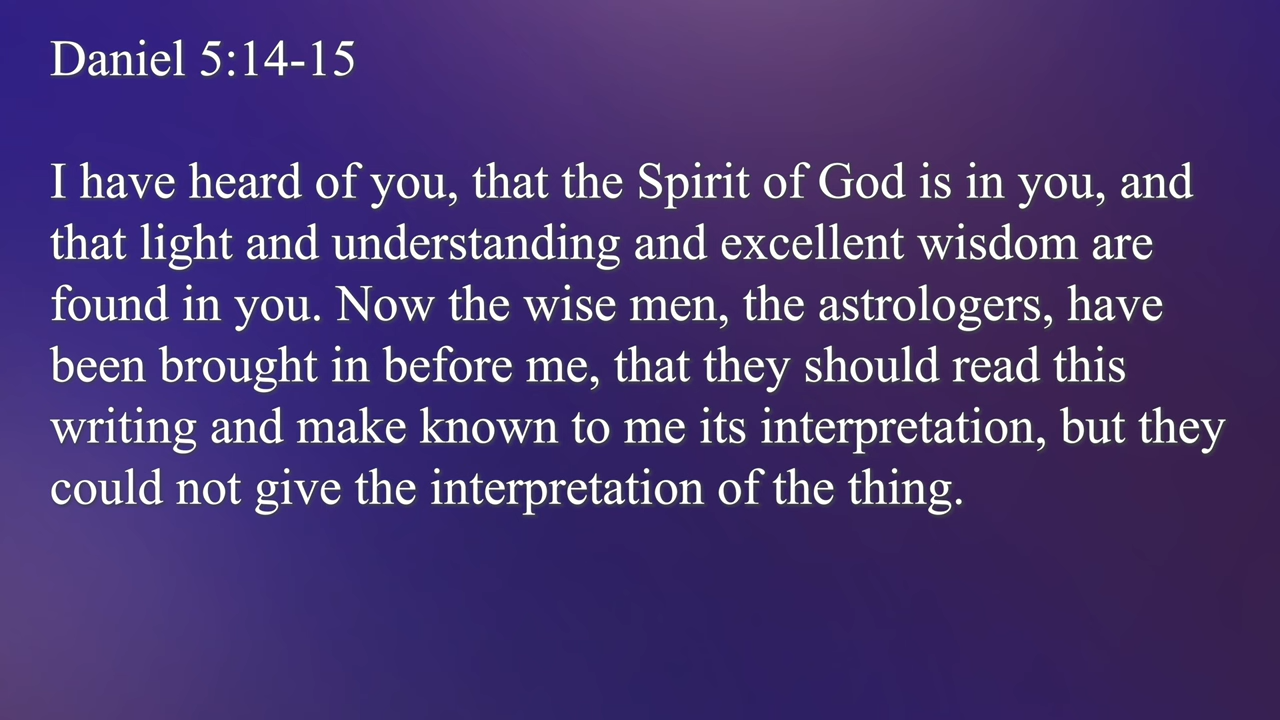 Daniel 5:14-15
I have heard of you, that the Spirit of God is in you, and
that light and understanding and excellent wisdom are
found in you. Now the wise men, the astrologers, have
been brought in before me, that they should read this
writing and make known to me its interpretation, but they
could not give the interpretation of the thing.